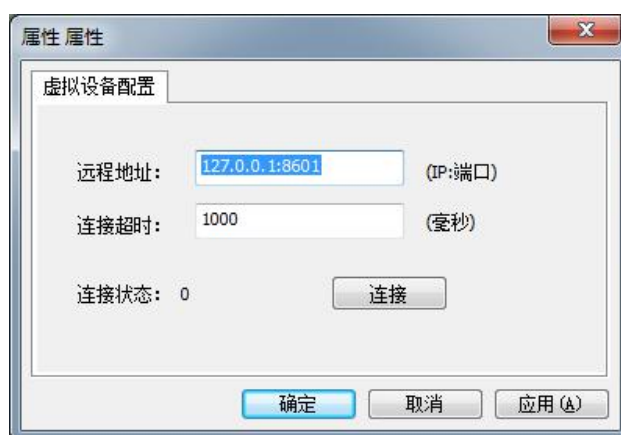 属性 属性
虚拟设备配置
远程地址: 127.0.0.1:8601 (IP:端口)
连接超时: 1000 (毫秒)
连接状态: 0 连接
确定 取消 应用(A)